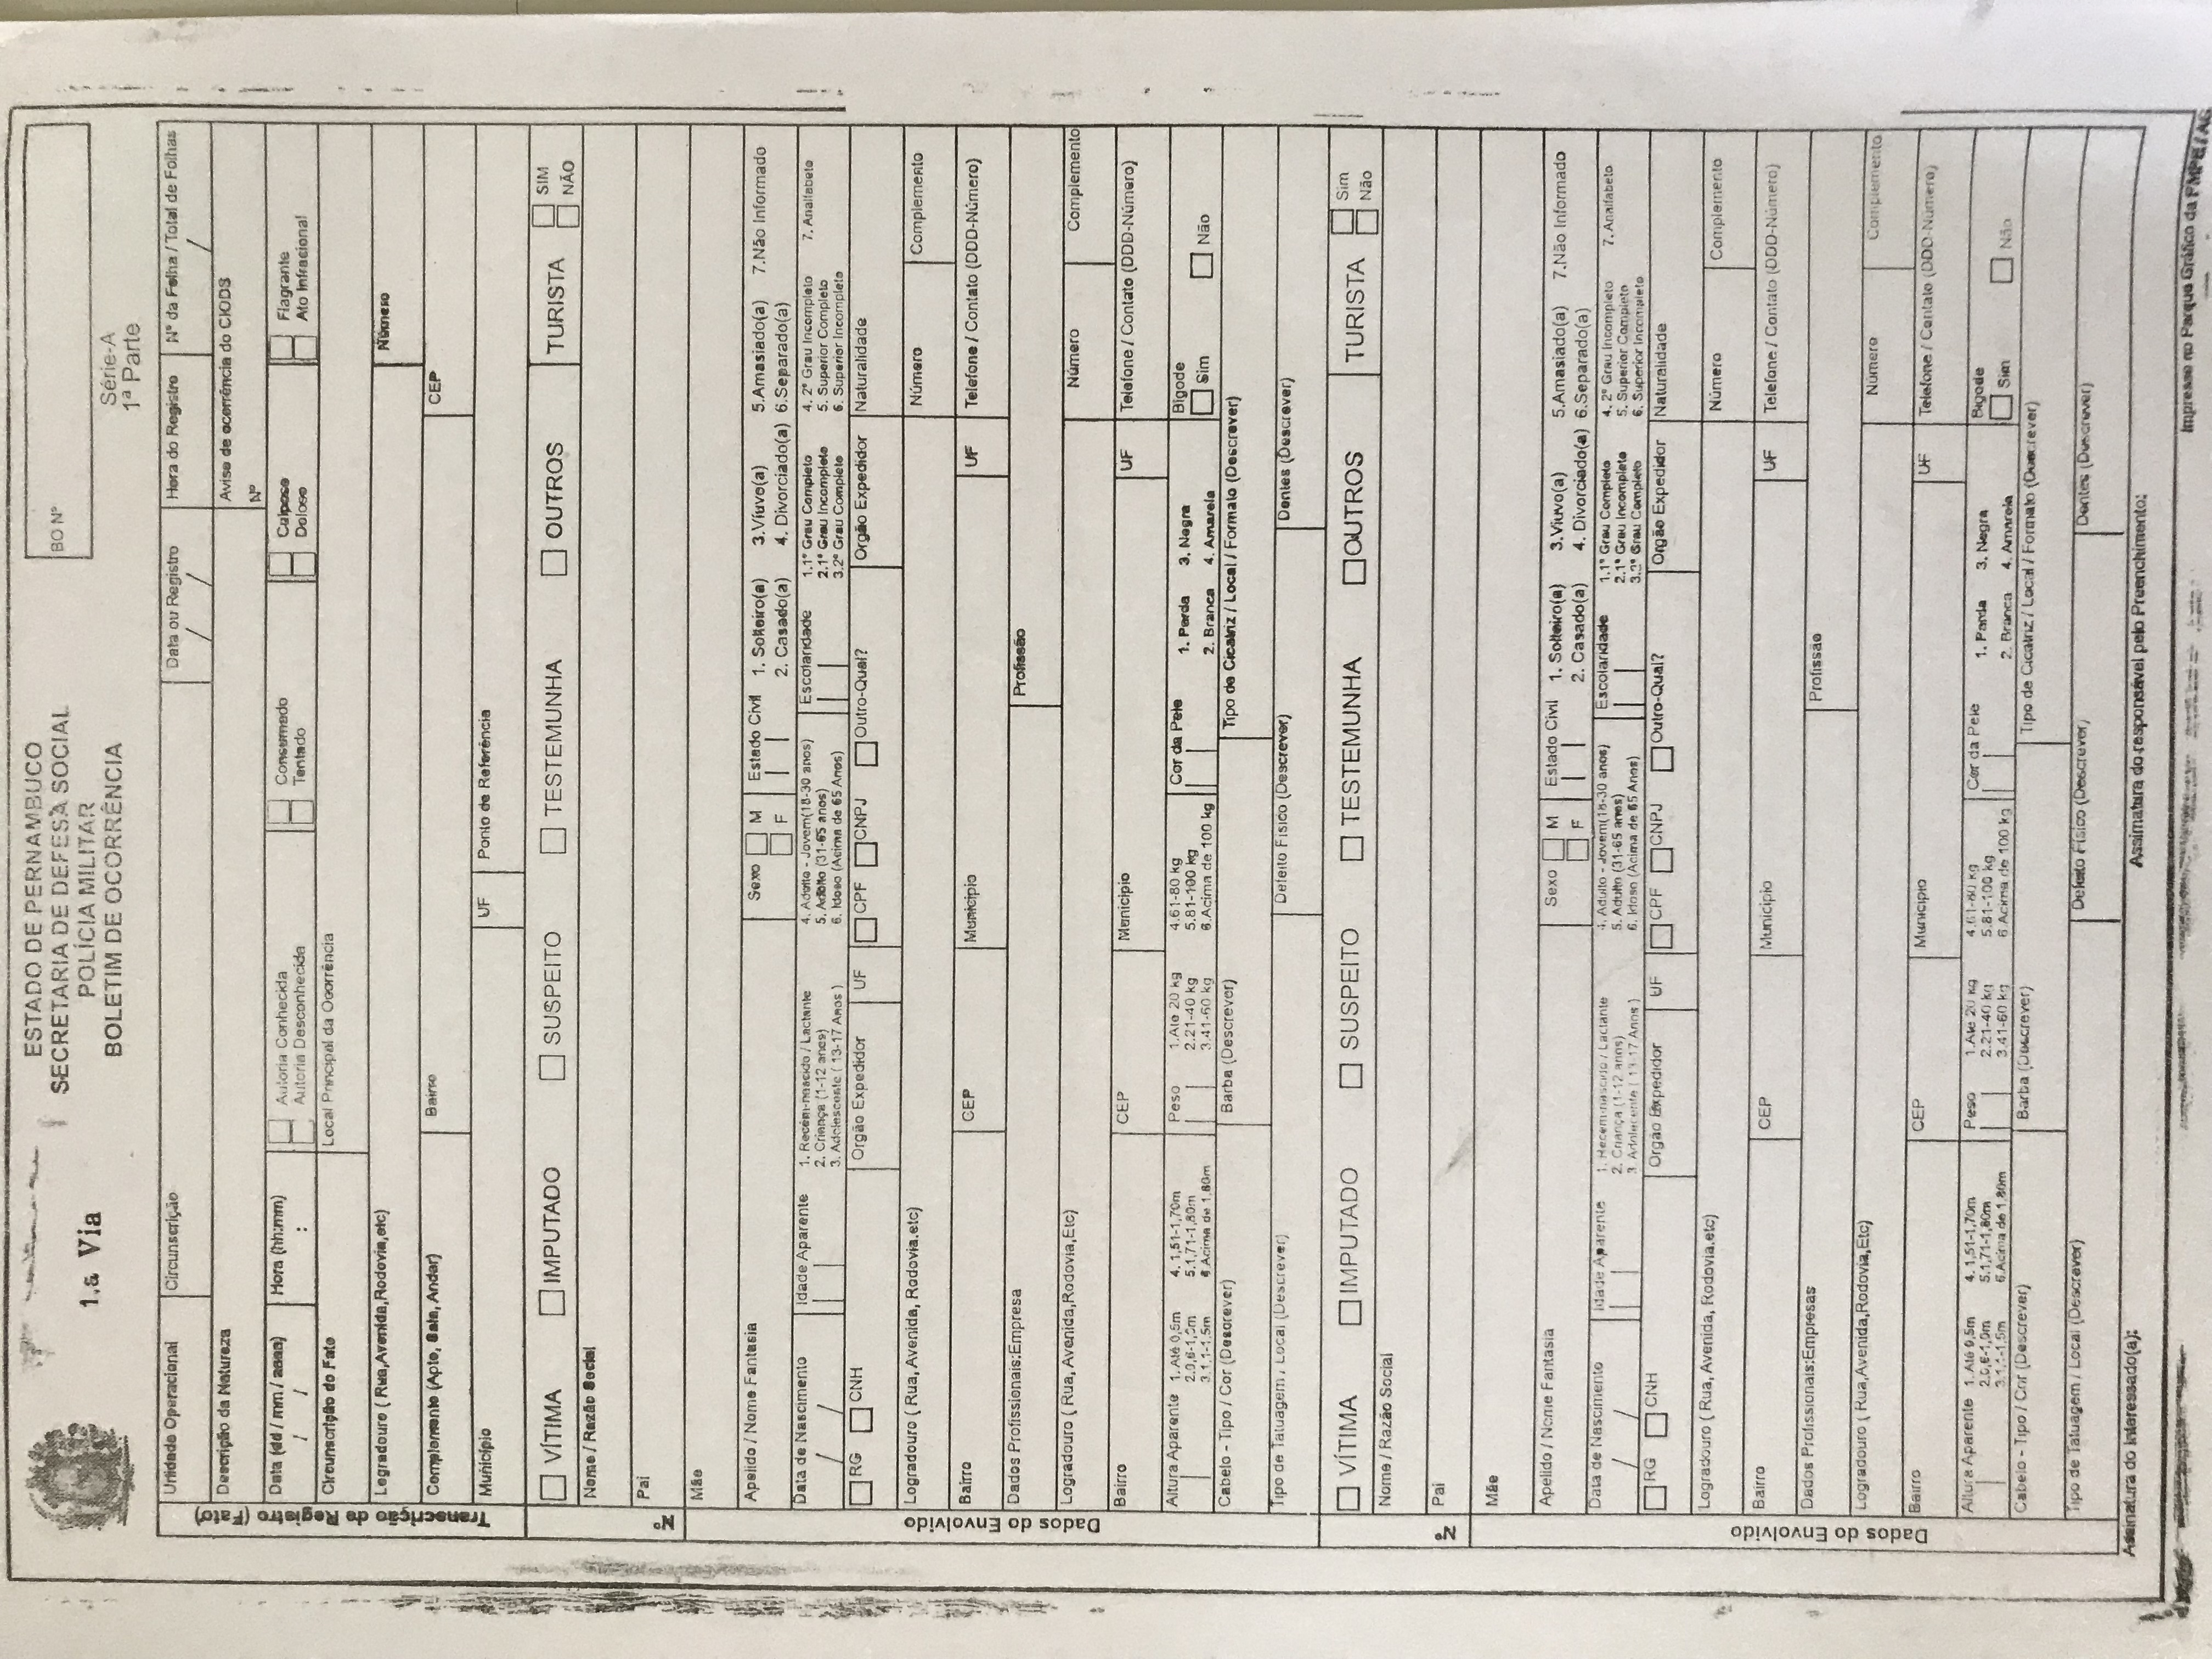 ESTADO DE PERNAMBUCO
SECRETARIA DE DEFESA SOCIAL
POLÍCIA MILITAR
BOLETIM DE OCORRÊNCIA
1.a Via
BO Nº
Série-A
1ª Parte
Transcrição de Registro (Fato)
Unidade Operacional Circunscrição Data ou Registro Hora do Registro Nº da Folha / Total de Folhas
/ / /
Descrição da Natureza Aviso de ocorrência do CIODS
Nº
Data (dd / mm / aaaa) Hora (hh:mm) Autoria Conhecida Consumado Culposo Flagrante
/ / : Autoria Desconhecida Tentado Doloso Ato Infracional
Circunscrição do Fato Local Principal da Ocorrência
Logradouro ( Rua,Avenida,Rodovia,etc) Número
Complemento (Apto, Sala, Andar) Bairro CEP
Município UF Ponto de Referência
Nº
VÍTIMA IMPUTADO SUSPEITO TESTEMUNHA OUTROS TURISTA SIM
NÃO
Nome / Razão Social
Pai
Dados do Envolvido
Mãe
Apelido / Nome Fantasia Sexo M Estado Civil 1. Solteiro(a) 3.Víuvo(a) 5.Amasiado(a) 7.Não Informado
F 2. Casado(a) 4. Divorciado(a) 6.Separado(a)
Data de Nascimento Idade Aparente 1. Recém-nascido / Lactante 4. Adulto - Jovem(18-30 anos) Escolaridade 1.1º Grau Completo 4. 2º Grau Incompleto 7. Analfabeto
/ / 2. Criança (1-12 anos) 5. Adulto (31-65 anos) 2.1º Grau Incompleto 5. Superior Completo
3. Adolescente ( 13-17 Anos ) 6. Idoso (Acima de 65 Anos) 3.2º Grau Completo 6. Superior Incompleto
RG CNH Orgão Expedidor UF CPF CNPJ Outro-Qual? Orgão Expedidor Naturalidade
Logradouro ( Rua, Avenida, Rodovia.etc) Número Complemento
Bairro CEP Municipio UF Telefone / Contato (DDD-Número)
Dados Profissionais:Empresa Profissão
Logradouro ( Rua, Avenida,Rodovia,Etc) Número Complemento
Bairro CEP Municipio UF Telefone / Contato (DDD-Número)
Altura Aparente 1. Até 0,5m 4. 1,51-1,70m Peso 1.Até 20 kg 4.61-80 kg Cor da Pele 1. Parda 3. Negra Bigode
2.0,6-1,0m 5.1,71-1,80m 2.21-40 kg 5.81-100 kg 2. Branca 4. Amarela Sim Não
3.1,1-1,5m 6.Acima de 1,80m 3.41-60 kg 6.Acima de 100 kg
Cabelo - Tipo / Cor (Descrever) Barba (Descrever) Tipo de Cicatriz / Local / Formato (Descrever)
Tipo de Tatuagem / Local (Descrever) Defeito Fisico (Descrever) Dentes (Descrever)
Nº
VÍTIMA IMPUTADO SUSPEITO TESTEMUNHA OUTROS TURISTA Sim
Não
Nome / Razão Social
Pai
Dados do Envolvido
Mãe
Apelido / Nome Fantasia Sexo M Estado Civil 1. Solteiro(a) 3.Viuvo(a) 5.Amasiado(a) 7.Não Informado
F 2. Casado(a) 4. Divorciado(a) 6.Separado(a)
Data de Nascimento Idade Aparente 1. Recem-nascido / Lactante 4. Adulto - Jovem(18-30 anos) Escolaridade 1.1º Grau Completo 4. 2º Grau Incompleto 7. Analfabeto
/ / 2. Criança (1-12 anos) 5. Adulto (31-65 anos) 2.1º Grau Incompleto 5. Superior Completo
3. Adolecente ( 13-17 Anos ) 6. Idoso (Acima de 65 Anos) 3.2º Grau Completo 6. Superior Incompleto
RG CNH Orgão Expedidor UF CPF CNPJ Outro-Qual? Orgão Expedidor Naturalidade
Logradouro ( Rua, Avenida, Rodovia.etc) Número Complemento
Bairro CEP Municipio UF Telefone / Contato (DDD-Número)
Dados Profissionais:Empresas Profissão
Logradouro ( Rua,Avenida,Rodovia,Etc) Número Complemento
Bairro CEP Municipio UF Telefone / Contato (DDD-Número)
Altura Aparente 1. Até 0,5m 4. 1,51-1,70m Peso 1.Até 20 kg 4.61-80 kg Cor da Pele 1. Parda 3. Negra Bigode
2.0,6-1,0m 5.1,71-1,80m 2.21-40 kg 5.81-100 kg 2. Branca 4. Amarela Sim Não
3.1,1-1,5m 6.Acima de 1,80m 3.41-60 kg 6.Acima de 100 kg
Cabelo - Tipo / Cor (Descrever) Barba (Descrever) Tipo de Cicatriz / Local / Formato (Descrever)
Tipo de Tatuagem / Local (Descrever) Defeito Fisico (Descrever) Dentes (Descrever)
Assinatura do Interessado(a): Assimatura do responsável pelo Preenchimento:
Impresso no Parque Gráfico da PMPE / AG